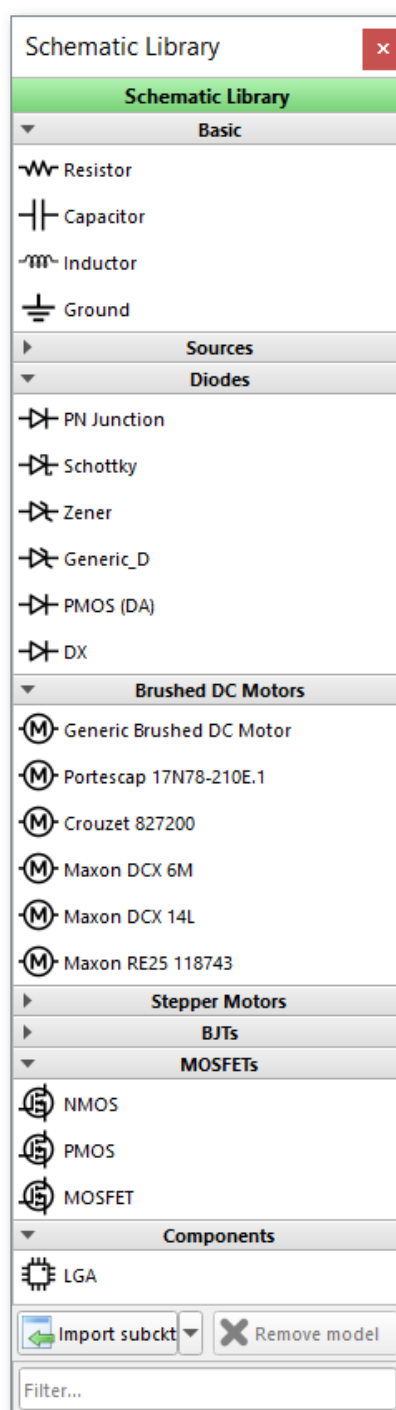 Schematic Library
Schematic Library
Basic
Resistor
Capacitor
Inductor
Ground
Sources
Diodes
PN Junction
Schottky
Zener
Generic_D
PMOS (DA)
DX
Brushed DC Motors
Generic Brushed DC Motor
Portescap 17N78-210E.1
Crouzet 827200
Maxon DCX 6M
Maxon DCX 14L
Maxon RE25 118743
Stepper Motors
BJTs
MOSFETs
NMOS
PMOS
MOSFET
Components
LGA
Import subckt Remove model
Filter...